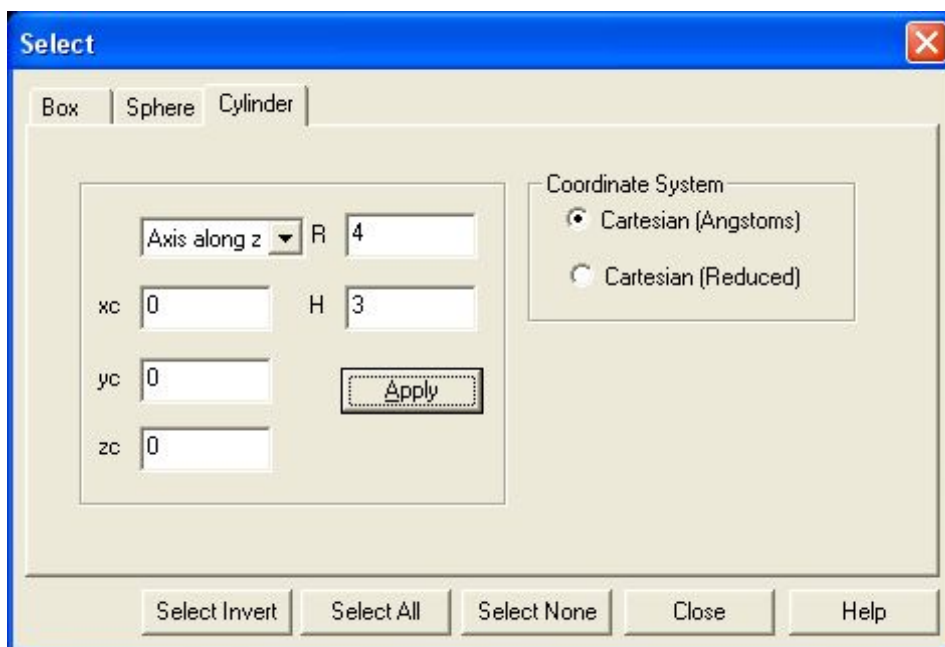 Select
Box Sphere Cylinder
Axis along z R 4
xc 0 H 3
yc 0 Apply
zc 0
Coordinate System
Cartesian (Angstoms)
Cartesian (Reduced)
Select Invert Select All Select None Close Help